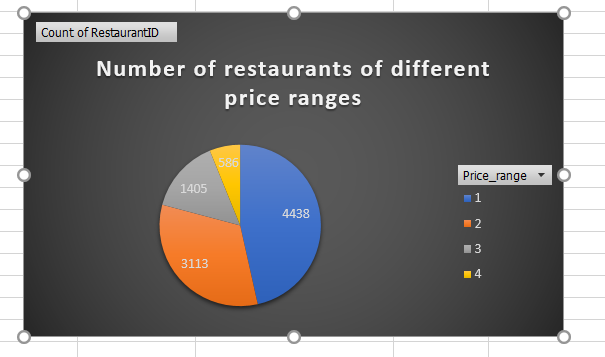 Count of RestaurantID
Number of restaurants of different
price ranges
586
1405
4438
3113
Price_range
1
2
3
4